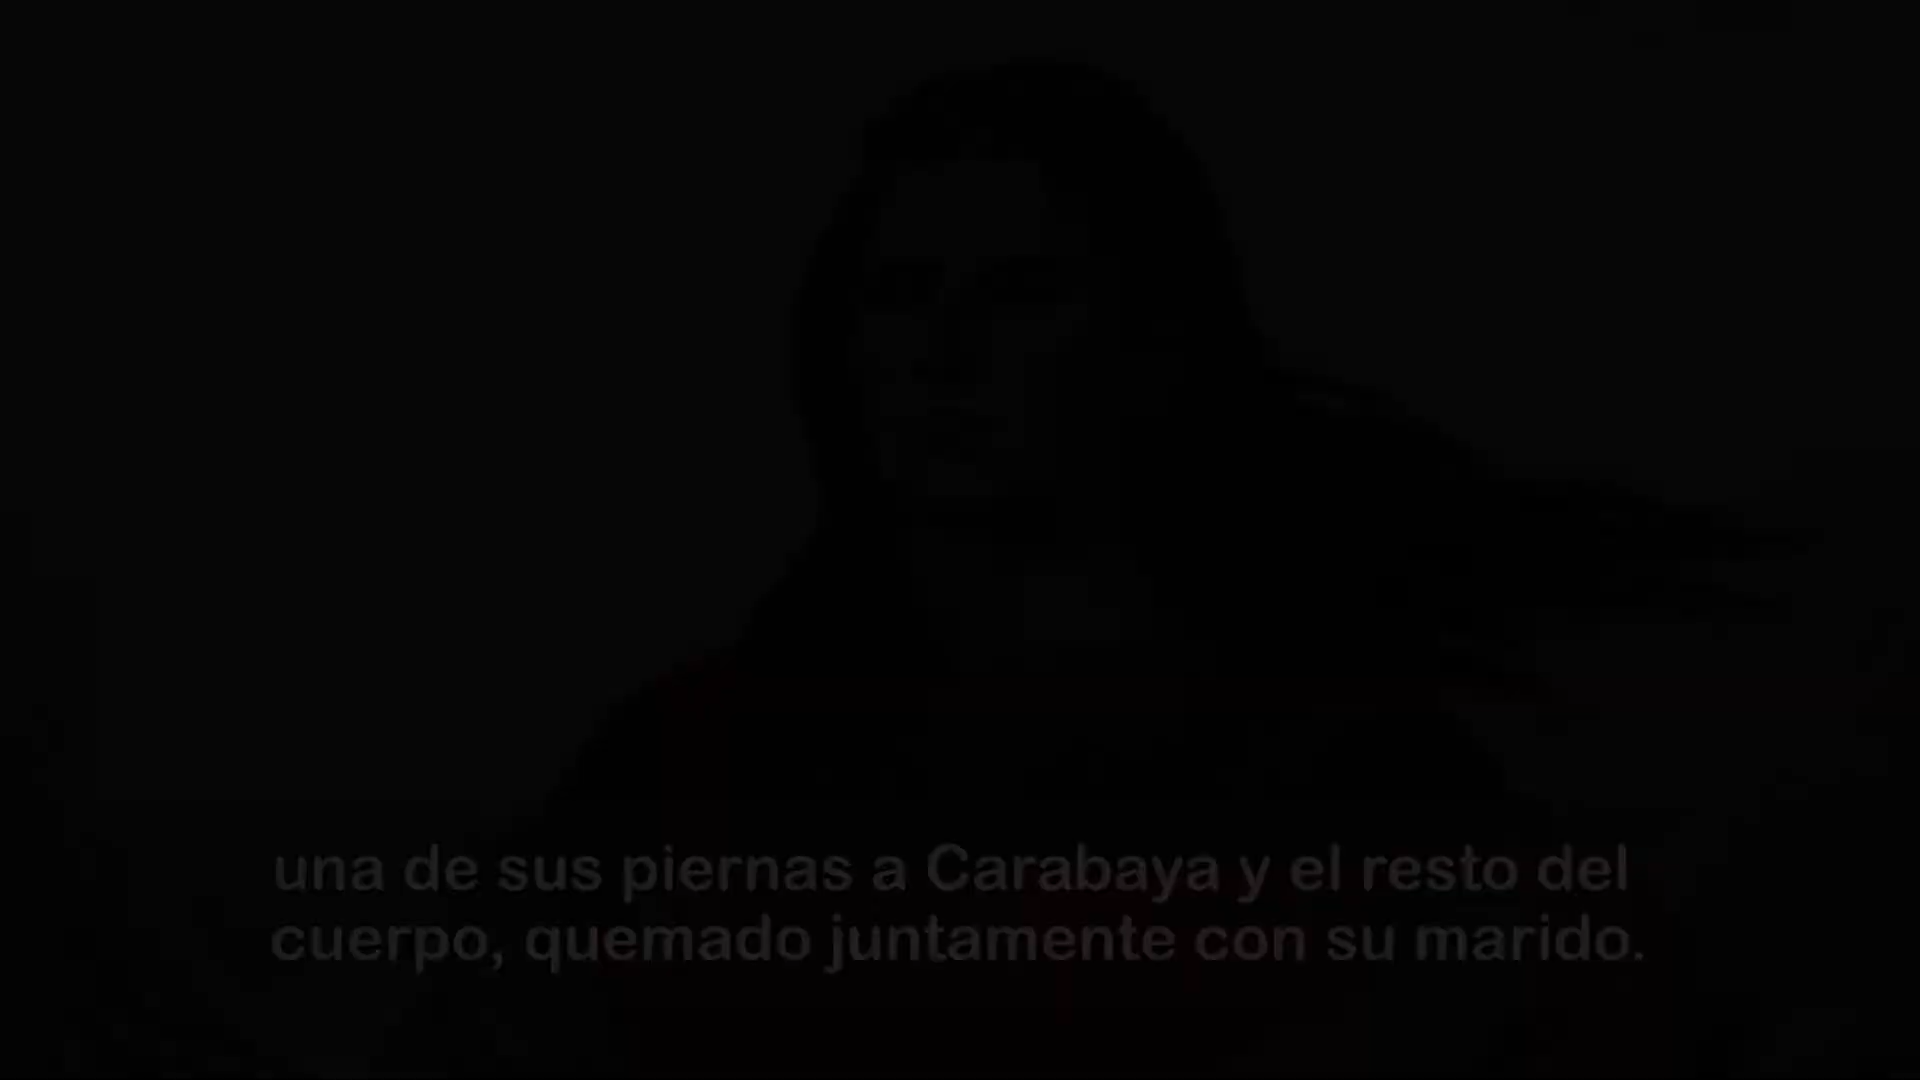 una de sus piernas a Carabaya y el resto del
cuerpo, quemado juntamente con su marido.